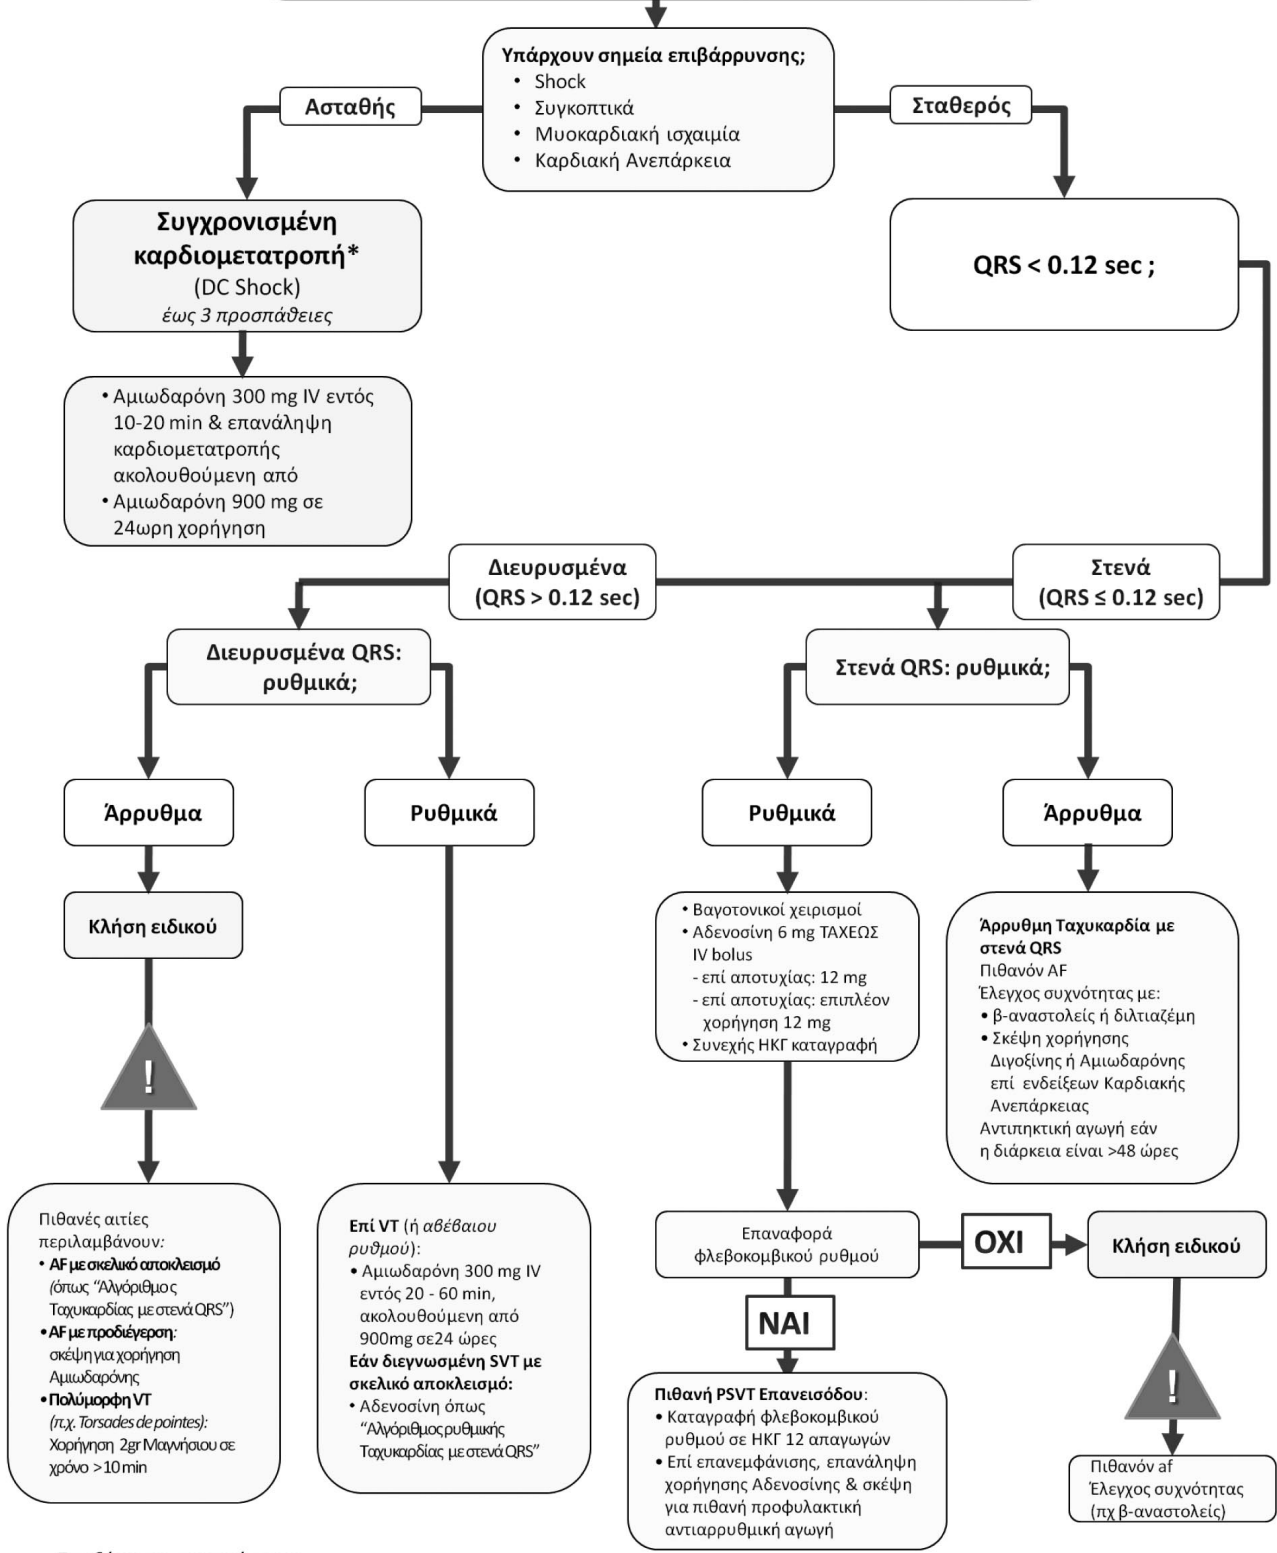 Υπάρχουν σημεία επιβάρρυνσης;
• Shock
• Συγκοπτικά
• Μυοκαρδιακή ισχαιμία
• Καρδιακή Ανεπάρκεια
Ασταθής
Σταθερός
Συγχρονισμένη
καρδιομετατροπή*
(DC Shock)
έως 3 προσπάθειες
QRS < 0.12 sec ;
• Αμιωδαρόνη 300 mg IV εντός
10-20 min & επανάληψη
καρδιομετατροπής
ακολουθούμενη από
• Αμιωδαρόνη 900 mg σε
24ωρη χορήγηση
Διευρυσμένα
(QRS > 0.12 sec)
Στενά
(QRS ≤ 0.12 sec)
Διευρυσμένα QRS:
ρυθμικά;
Στενά QRS: ρυθμικά;
Άρρυθμα
Ρυθμικά
Ρυθμικά
Άρρυθμα
Κλήση ειδικού
!
• Βαγοτονικοί χειρισμοί
• Αδενοσίνη 6 mg ΤΑΧΕΩΣ
IV bolus
- επί αποτυχίας: 12 mg
- επί αποτυχίας: επιπλέον
χορήγηση 12 mg
• Συνεχής ΗΚΓ καταγραφή
Άρρυθμη Ταχυκαρδία με
στενά QRS
Πιθανόν AF
Έλεγχος συχνότητας με:
• β-αναστολείς ή διλτιαζέμη
• Σκέψη χορήγησης
Διγοξίνης ή Αμιωδαρόνης
επί ενδείξεων Καρδιακής
Ανεπάρκειας
Αντιπηκτική αγωγή εάν
η διάρκεια είναι >48 ώρες
Πιθανές αιτίες
περιλαμβάνουν:
• AF με σκελικό αποκλεισμό
(όπως “Αλγόριθμος
Ταχυκαρδίας με στενά QRS”)
• AF με προδιέγερση:
σκέψη για χορήγηση
Αμιωδαρόνης
• Πολύμορφη VT
(π.χ. Torsades de pointes):
Χορήγηση 2gr Μαγνήσιου σε
χρόνο >10 min
Επί VT (ή αβέβαιου
ρυθμού):
• Αμιωδαρόνη 300 mg IV
εντός 20 - 60 min,
ακολουθούμενη από
900mg σε24 ώρες
Εάν διεγνωσμένη SVT με
σκελικό αποκλεισμό:
• Αδενοσίνη όπως
“Αλγόριθμος ρυθμικής
Ταχυκαρδίας με στενά QRS”
Επαναφορά
φλεβοκομβικού ρυθμού
ΟΧΙ
Κλήση ειδικού
ΝΑΙ
!
Πιθανή PSVT Επανεισόδου:
• Καταγραφή φλεβοκομβικού
ρυθμού σε ΗΚΓ 12 απαγωγών
• Επί επανεμφάνισης, επανάληψη
χορήγησης Αδενοσίνης & σκέψη
για πιθανή προφυλακτική
αντιαρρυθμική αγωγή
Πιθανόν af
Έλεγχος συχνότητας
(πχ β-αναστολείς)